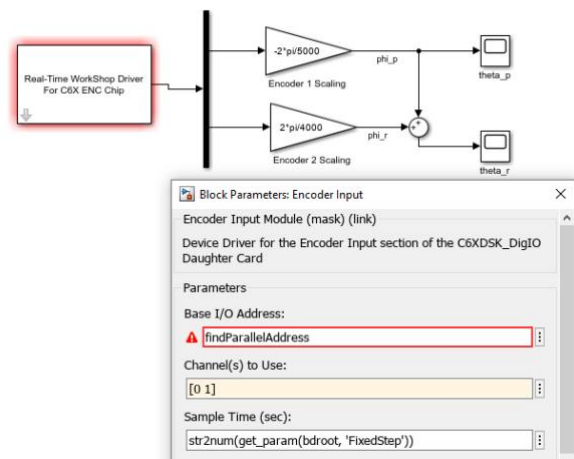 Real-Time WorkShop Driver
For C6X ENC Chip
-2*pi/5000
Encoder 1 Scaling
phi_p
theta_p
2*pi/4000
Encoder 2 Scaling
phi_r
++
theta_r
Block Parameters: Encoder Input
Encoder Input Module (mask) (link)
Device Driver for the Encoder Input section of the C6XDSK_DigIO
Daughter Card
Parameters
Base I/O Address:
findParallelAddress
Channel(s) to Use:
[0 1]
Sample Time (sec):
str2num(get_param(bdroot, 'FixedStep'))